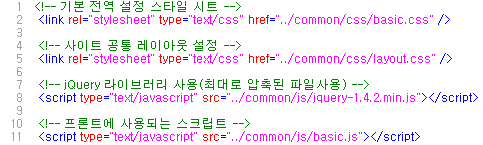 1 <!-- 기본 전역 설정 스타일 시트 -->
2 <link rel="stylesheet" type="text/css" href="../common/css/basic.css" />
3
4 <!-- 사이트 공통 레이아웃 설정 -->
5 <link rel="stylesheet" type="text/css" href="../common/css/layout.css" />
6
7 <!-- jQuery 라이브러리 사용(최대로 압축된 파일사용) -->
8 <script type="text/javascript" src="../common/js/jquery-1.4.2.min.js"></script>
9
10 <!-- 프론트에 사용되는 스크립트 -->
11 <script type="text/javascript" src="../common/js/basic.js"></script>